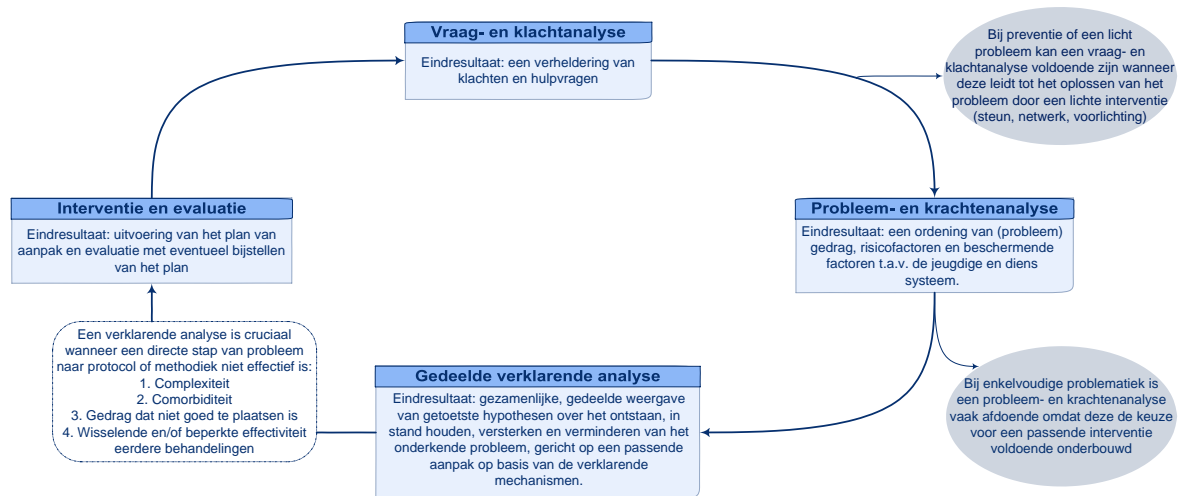 Vraag- en klachtanalyse
Eindresultaat: een verheldering van
klachten en hulpvragen
Bij preventie of een licht
probleem kan een vraag- en
klachtanalyse voldoende zijn wanneer
deze leidt tot het oplossen van het
probleem door een lichte interventie
(steun, netwerk, voorlichting)
Probleem- en krachtenanalyse
Eindresultaat: een ordening van (probleem)
gedrag, risicofactoren en beschermende
factoren t.a.v. de jeugdige en diens
systeem.
Bij enkelvoudige problematiek is
een probleem- en krachtenanalyse
vaak afdoende omdat deze de keuze
voor een passende interventie
voldoende onderbouwd
Gedeelde verklarende analyse
Eindresultaat: gezamenlijke, gedeelde weergave
van getoetste hypothesen over het ontstaan, in
stand houden, versterken en verminderen van het
onderkende probleem, gericht op een passende
aanpak op basis van de verklarende
mechanismen.
Een verklarende analyse is cruciaal
wanneer een directe stap van probleem
naar protocol of methodiek niet effectief is:
1. Complexiteit
2. Comorbiditeit
3. Gedrag dat niet goed te plaatsen is
4. Wisselende en/of beperkte effectiviteit
eerdere behandelingen
Interventie en evaluatie
Eindresultaat: uitvoering van het plan van
aanpak en evaluatie met eventueel bijstellen
van het plan